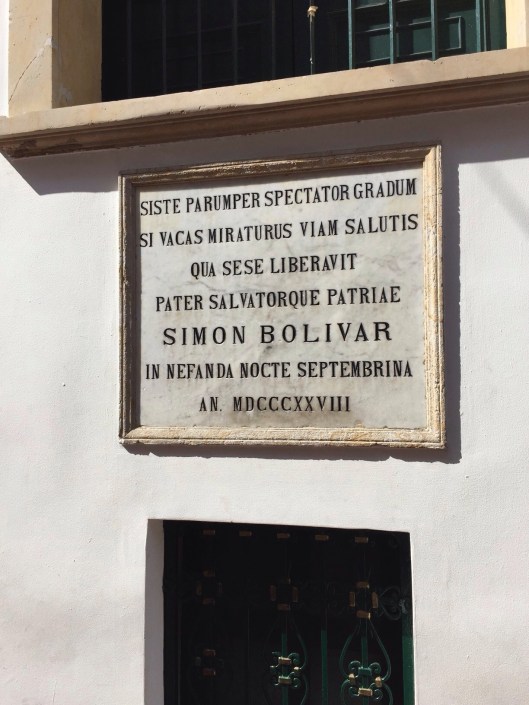 SISTE PARUMPER SPECTATOR GRADUM
SI VACAS MIRATURUS VIAM SALUTIS
QUA SESE LIBERAVIT
PATER SALVATORQUE PATRIAE
SIMON BOLIVAR
IN NEFANDA NOCTE SEPTEMBRINA
AN. MDCCCXXVIII